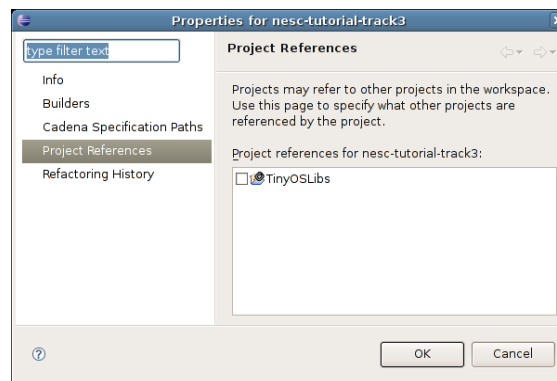 Properties for nesc-tutorial-track3
type filter text
Info
Builders
Cadena Specification Paths
Project References
Refactoring History
Project References
Projects may refer to other projects in the workspace.
Use this page to specify what other projects are
referenced by the project.
Project references for nesc-tutorial-track3:
TinyOSLibs
OK
Cancel